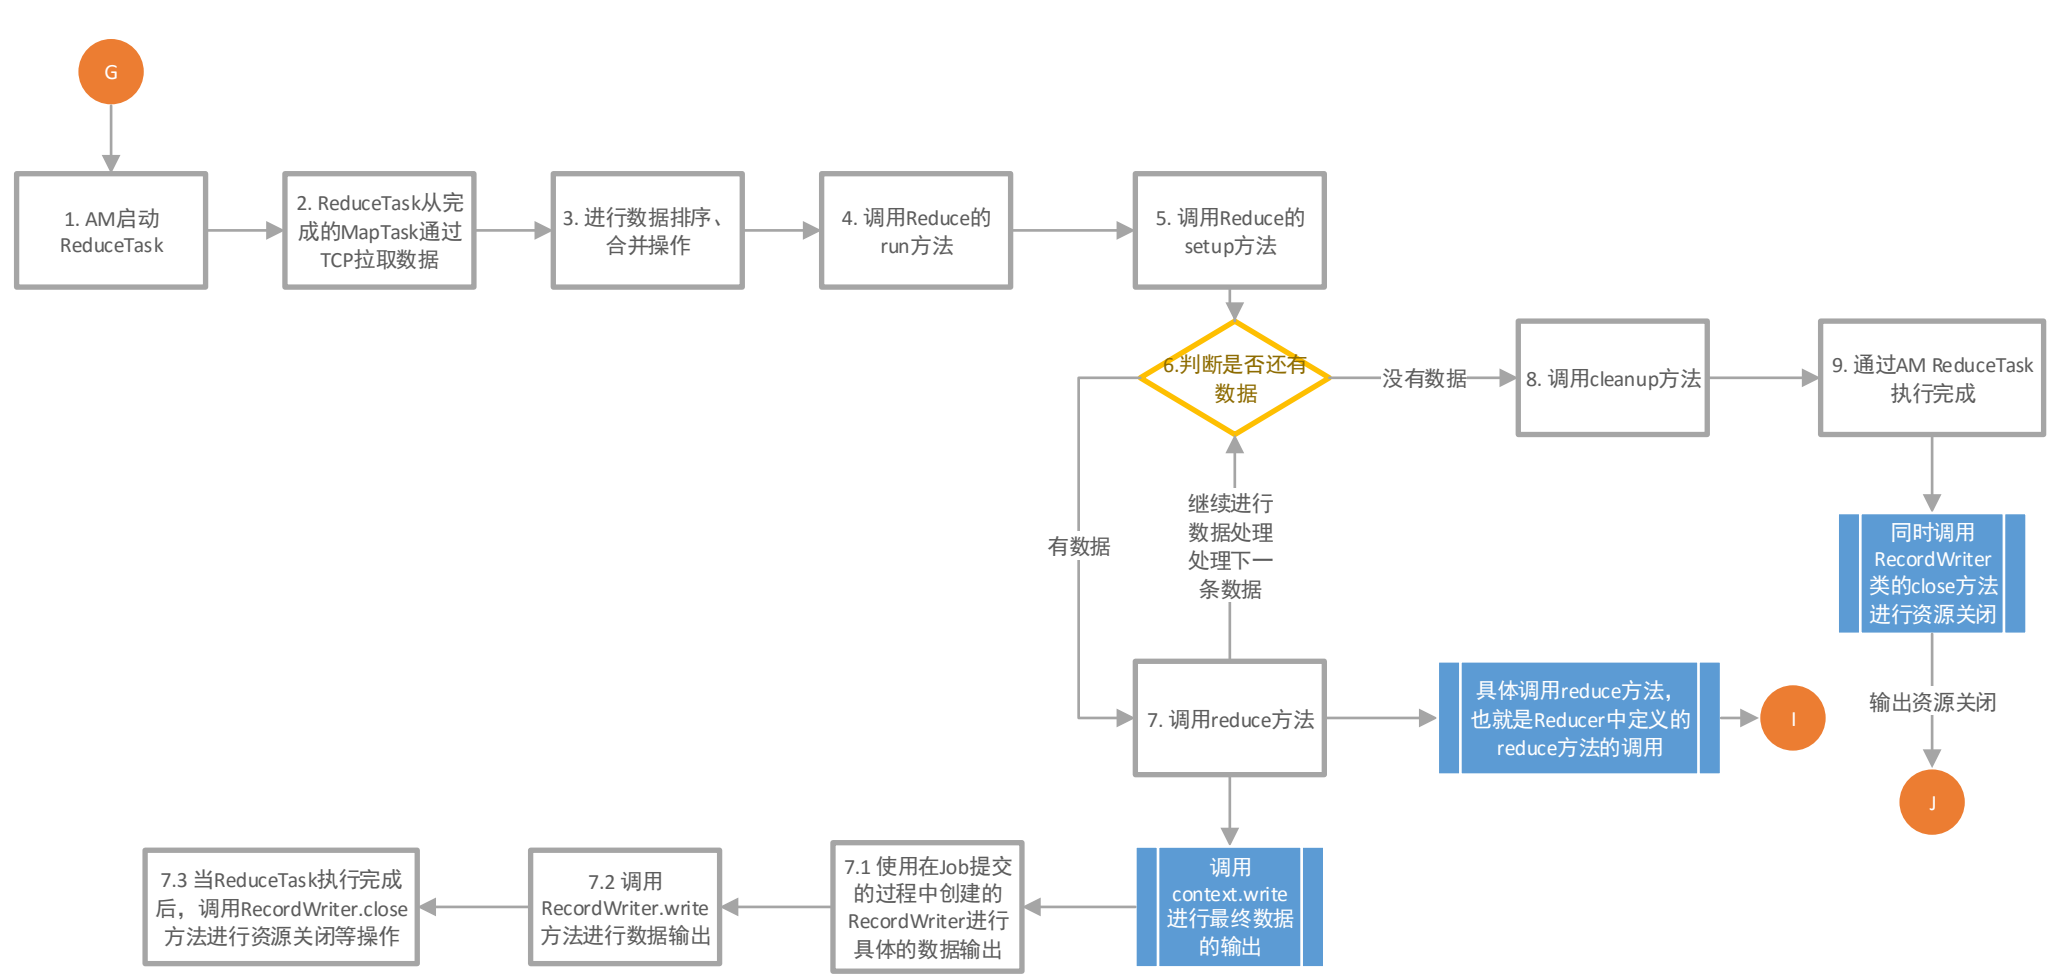 G
1. AM启动
ReduceTask
2. ReduceTask从完
成的MapTask通过
TCP拉取数据
3. 进行数据排序、
合并操作
4. 调用Reduce的
run方法
5. 调用Reduce的
setup方法
6.判断是否还有
数据
没有数据
8. 调用cleanup方法
9. 通过AM ReduceTask
执行完成
有数据
继续进行
数据处理
处理下一
条数据
同时调用
RecordWriter
类的close方法
进行资源关闭
7. 调用reduce方法
具体调用reduce方法，
也就是Reducer中定义的
reduce方法的调用
I
输出资源关闭
J
调用
context.write
进行最终数据
的输出
7.1 使用在Job提交
的过程中创建的
RecordWriter进行
具体的数据输出
7.2 调用
RecordWriter.write
方法进行数据输出
7.3 当ReduceTask执行完成
后，调用RecordWriter.close
方法进行资源关闭等操作